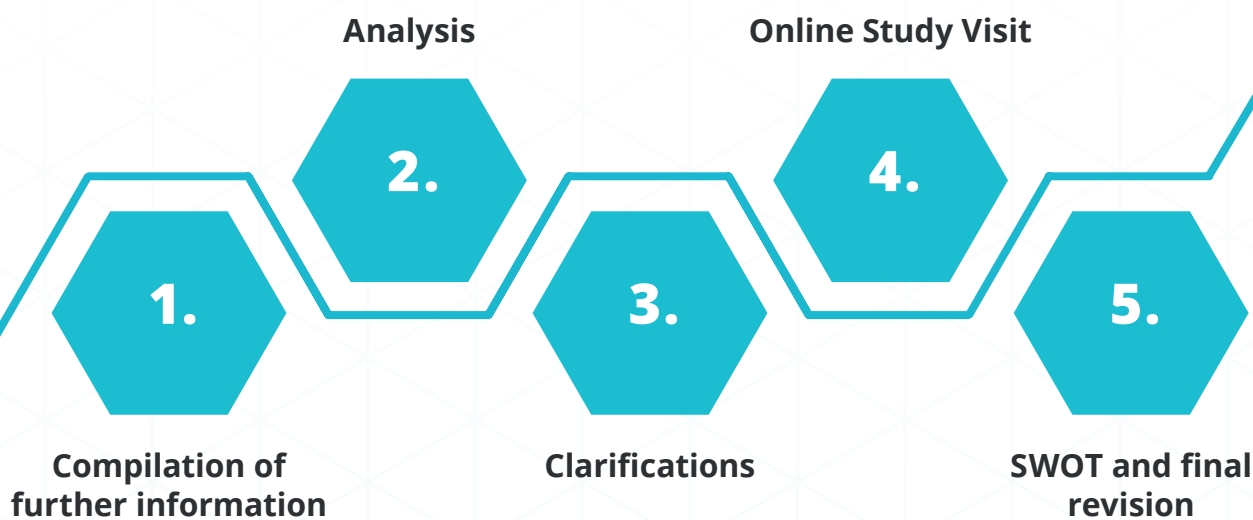 Analysis
Online Study Visit
2.
4.
1.
3.
5.
Compilation of
further information
Clarifications
SWOT and final
revision